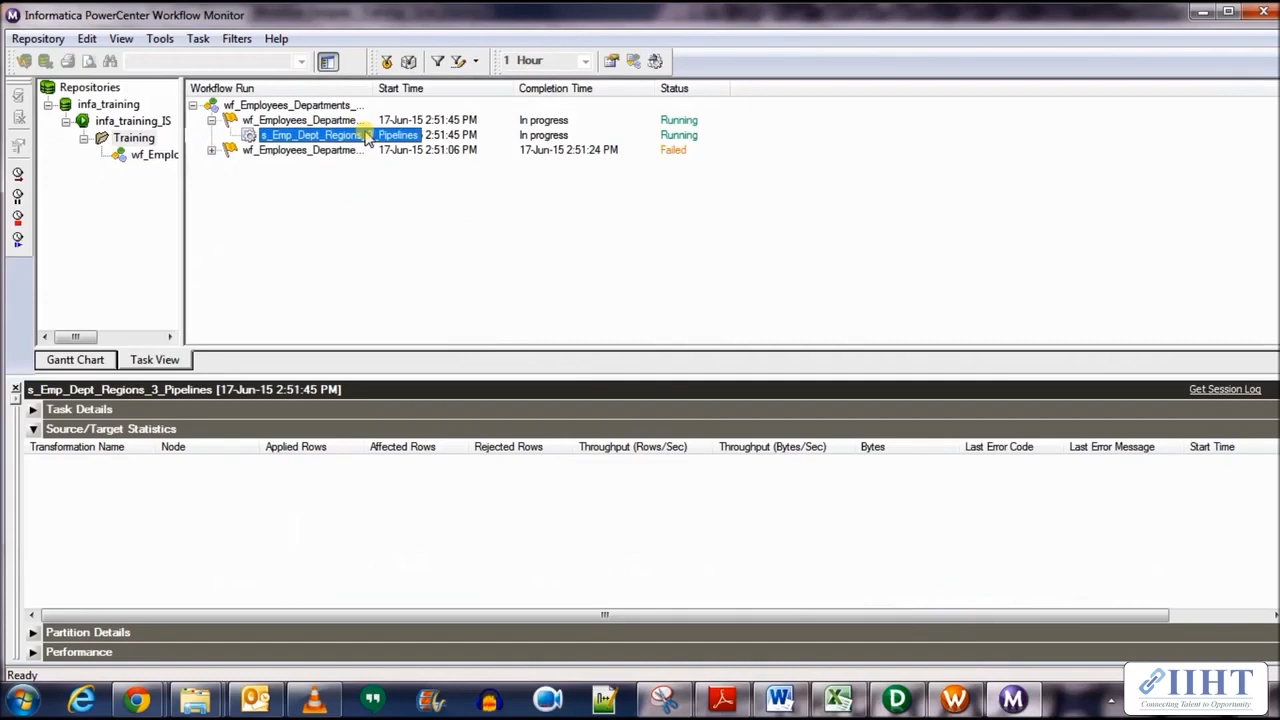 Informatica PowerCenter Workflow Monitor
Repository Edit View Tools Task Filters Help
1 Hour
Repositories
infa_training
infa_training_IS
Training
wf_Emplc
Workflow Run Start Time Completion Time Status
wf_Employees_Departments_...
wf_Employees_Departme... 17-Jun-15 2:51:45 PM In progress Running
s_Emp_Dept_Regions_ Pipelines 2:51:45 PM In progress Running
wf_Employees_Departme... 17-Jun-15 2:51:06 PM 17-Jun-15 2:51:24 PM Failed
Gantt Chart Task View
s_Emp_Dept_Regions_3_Pipelines [17-Jun-15 2:51:45 PM] Get Session Log
Task Details
Source/Target Statistics
Transformation Name Node Applied Rows Affected Rows Rejected Rows Throughput (Rows/Sec) Throughput (Bytes/Sec) Bytes Last Error Code Last Error Message Start Time
Partition Details
Performance
Ready
IIHT
Connecting Talent to Opportunity